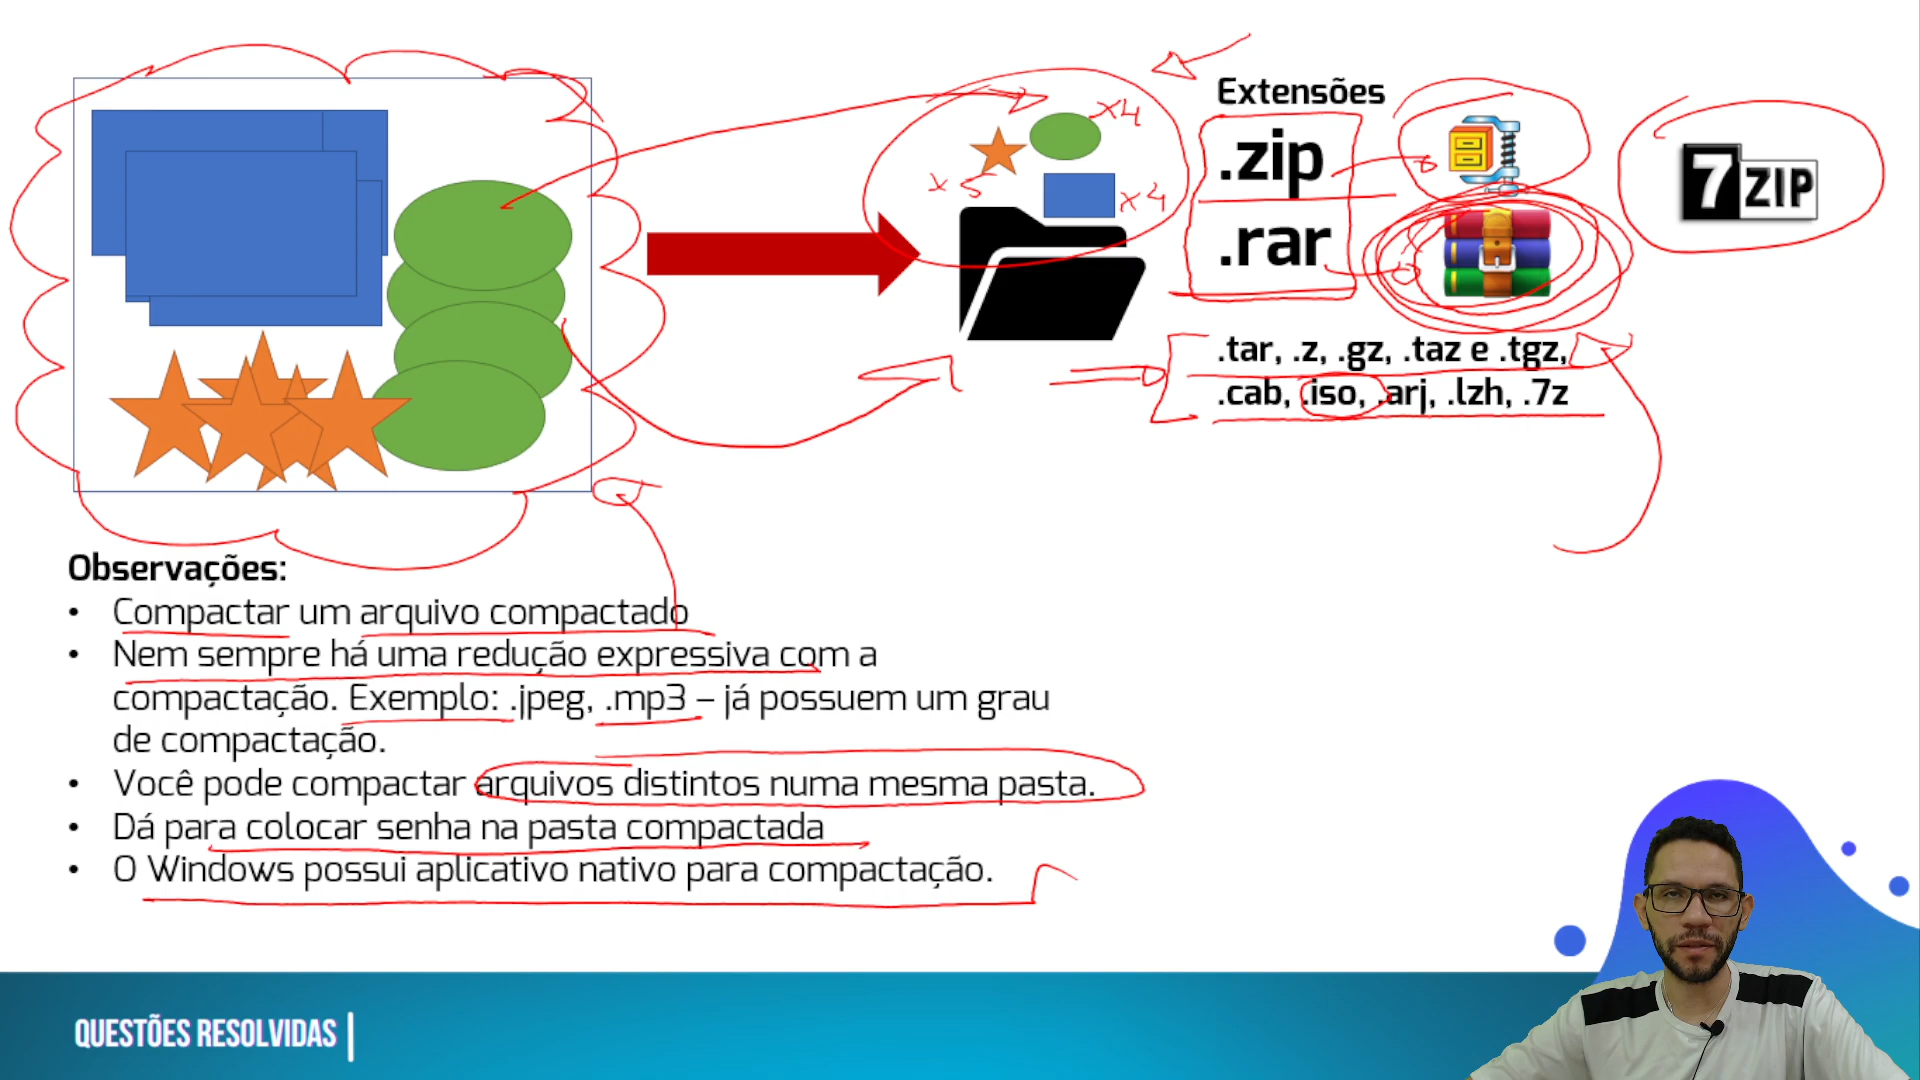 Extensões
x4
.zip
7ZIP
x5
x4
.rar
.tar, .z, .gz, .taz e .tgz,
.cab, .iso, .arj, .lzh, .7z
Observações:
• Compactar um arquivo compactado
• Nem sempre há uma redução expressiva com a
compactação. Exemplo: .jpeg, .mp3 – já possuem um grau
de compactação.
• Você pode compactar arquivos distintos numa mesma pasta.
• Dá para colocar senha na pasta compactada
• O Windows possui aplicativo nativo para compactação.
QUESTÕES RESOLVIDAS |